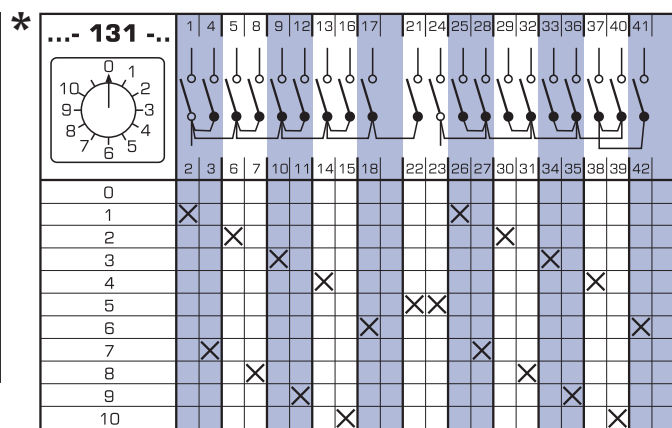 *
...- 131 -..
1 4 5 8 9 12 13 16 17 21 24 25 28 29 32 33 36 37 40 41
0
10 1
9 2
8 3
7 4
6 5
2 3 6 7 10 11 14 15 18 22 23 26 27 30 31 34 35 38 39 42
0
1 X X
2 X X
3 X X
4 X X
5 X X
6 X X
7 X X
8 X X
9 X X
10 X X